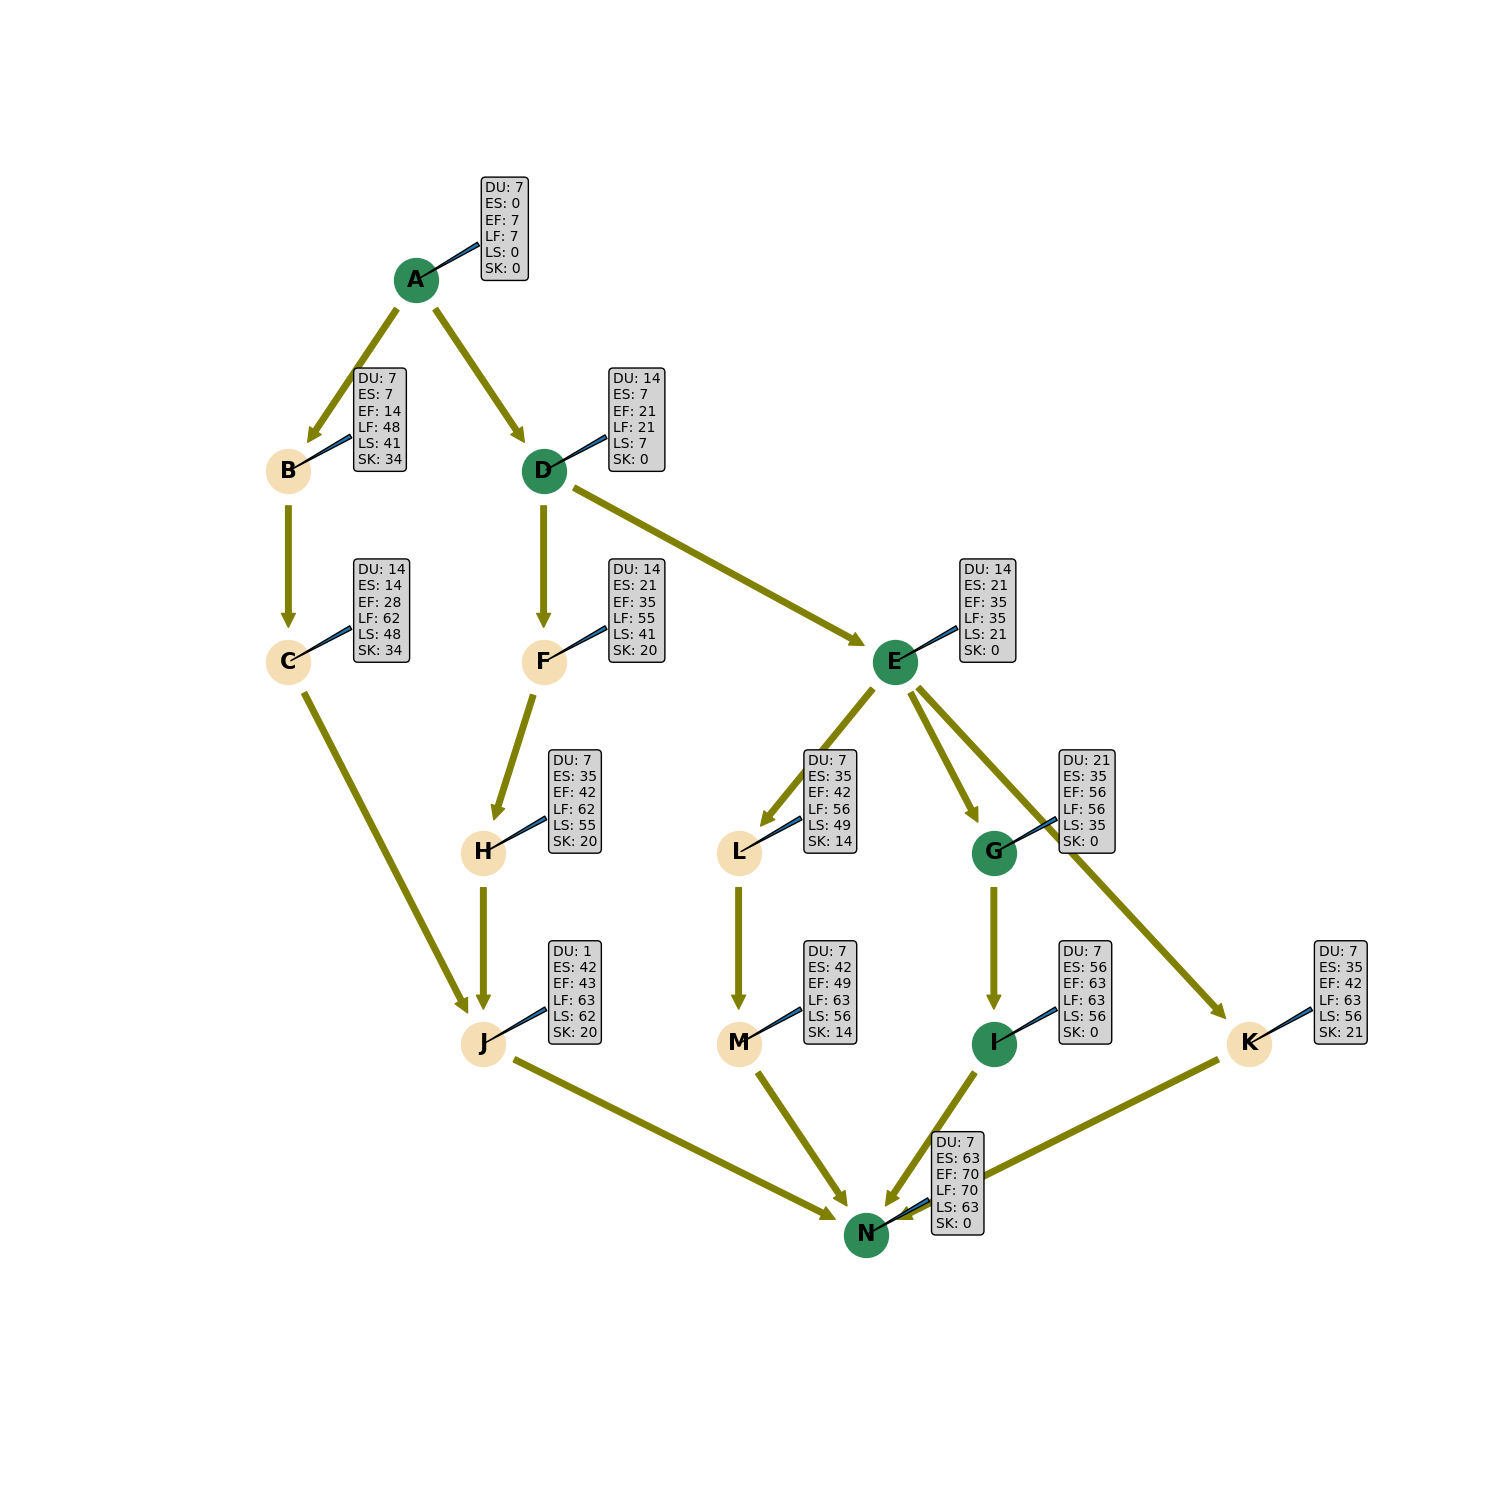 DU: 7
ES: 0
EF: 7
LF: 7
LS: 0
SK: 0
A
DU: 7
ES: 7
EF: 14
LF: 48
LS: 41
SK: 34
B
DU: 14
ES: 7
EF: 21
LF: 21
LS: 7
SK: 0
D
DU: 14
ES: 14
EF: 28
LF: 62
LS: 48
SK: 34
C
DU: 14
ES: 21
EF: 35
LF: 55
LS: 41
SK: 20
F
DU: 14
ES: 21
EF: 35
LF: 35
LS: 21
SK: 0
E
DU: 7
ES: 35
EF: 42
LF: 62
LS: 55
SK: 20
H
DU: 7
ES: 35
EF: 42
LF: 56
LS: 49
SK: 14
L
DU: 21
ES: 35
EF: 56
LF: 56
LS: 35
SK: 0
G
DU: 1
ES: 42
EF: 43
LF: 63
LS: 62
SK: 20
J
DU: 7
ES: 42
EF: 49
LF: 63
LS: 56
SK: 14
M
DU: 7
ES: 56
EF: 63
LF: 63
LS: 56
SK: 0
I
DU: 7
ES: 35
EF: 42
LF: 63
LS: 56
SK: 21
K
DU: 7
ES: 63
EF: 70
LF: 70
LS: 63
SK: 0
N